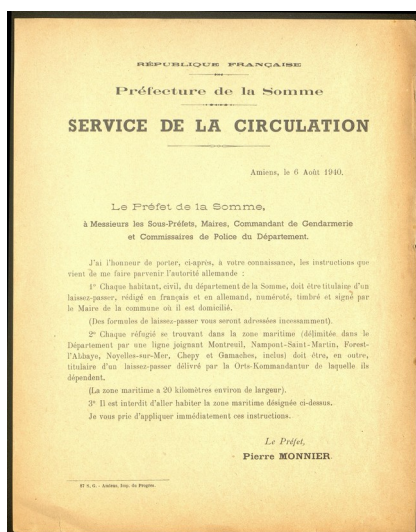 RÉPUBLIQUE FRANÇAISE
Préfecture de la Somme
SERVICE DE LA CIRCULATION
Amiens, le 6 Août 1940.
Le Préfet de la Somme,
à Messieurs les Sous-Préfets, Maires, Commandant de Gendarmerie
et Commissaires de Police du Département.
J'ai l'honneur de porter, ci-après, à votre connaissance, les instructions que
vient de me faire parvenir l'autorité allemande :
1° Chaque habitant, civil, du département de la Somme, doit être titulaire d'un
laissez-passer, rédigé en français et en allemand, numéroté, timbré et signé par
le Maire de la commune où il est domicilié.
(Des formules de laissez-passer vous seront adressées incessamment).
2° Chaque réfugié se trouvant dans la zone maritime (délimitée dans le
Département par une ligne joignant Montreuil, Nampont-Saint-Martin, Forest-
l'Abbaye, Noyelles-sur-Mer, Chepy et Gamaches, inclus) doit être, en outre,
titulaire d'un laissez-passer délivré par la Orts-Kommandantur de laquelle ils
dépendent.
(La zone maritime a 20 kilomètres environ de largeur).
3° Il est interdit d'aller habiter la zone maritime désignée ci-dessus.
Je vous prie d'appliquer immédiatement ces instructions.
Le Préfet,
Pierre MONNIER.
57 S. G. - Amiens, Imp. du Progrès.